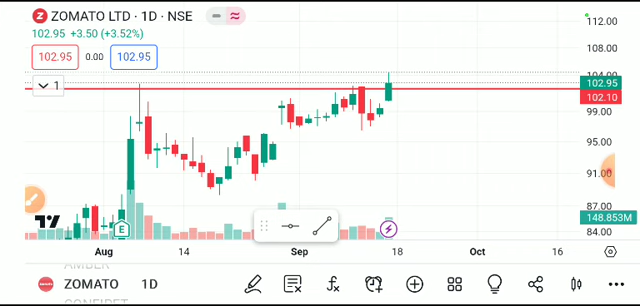 ZOMATO LTD · 1D · NSE
102.95 +3.50 (+3.52%)
102.95 0.00 102.95
1
112.00
108.00
104.00
102.95
102.10
99.00
95.00
91.00
87.00
148.853M
84.00
E
Aug 14 Sep 18 Oct 16
AMBER
ZOMATO 1D